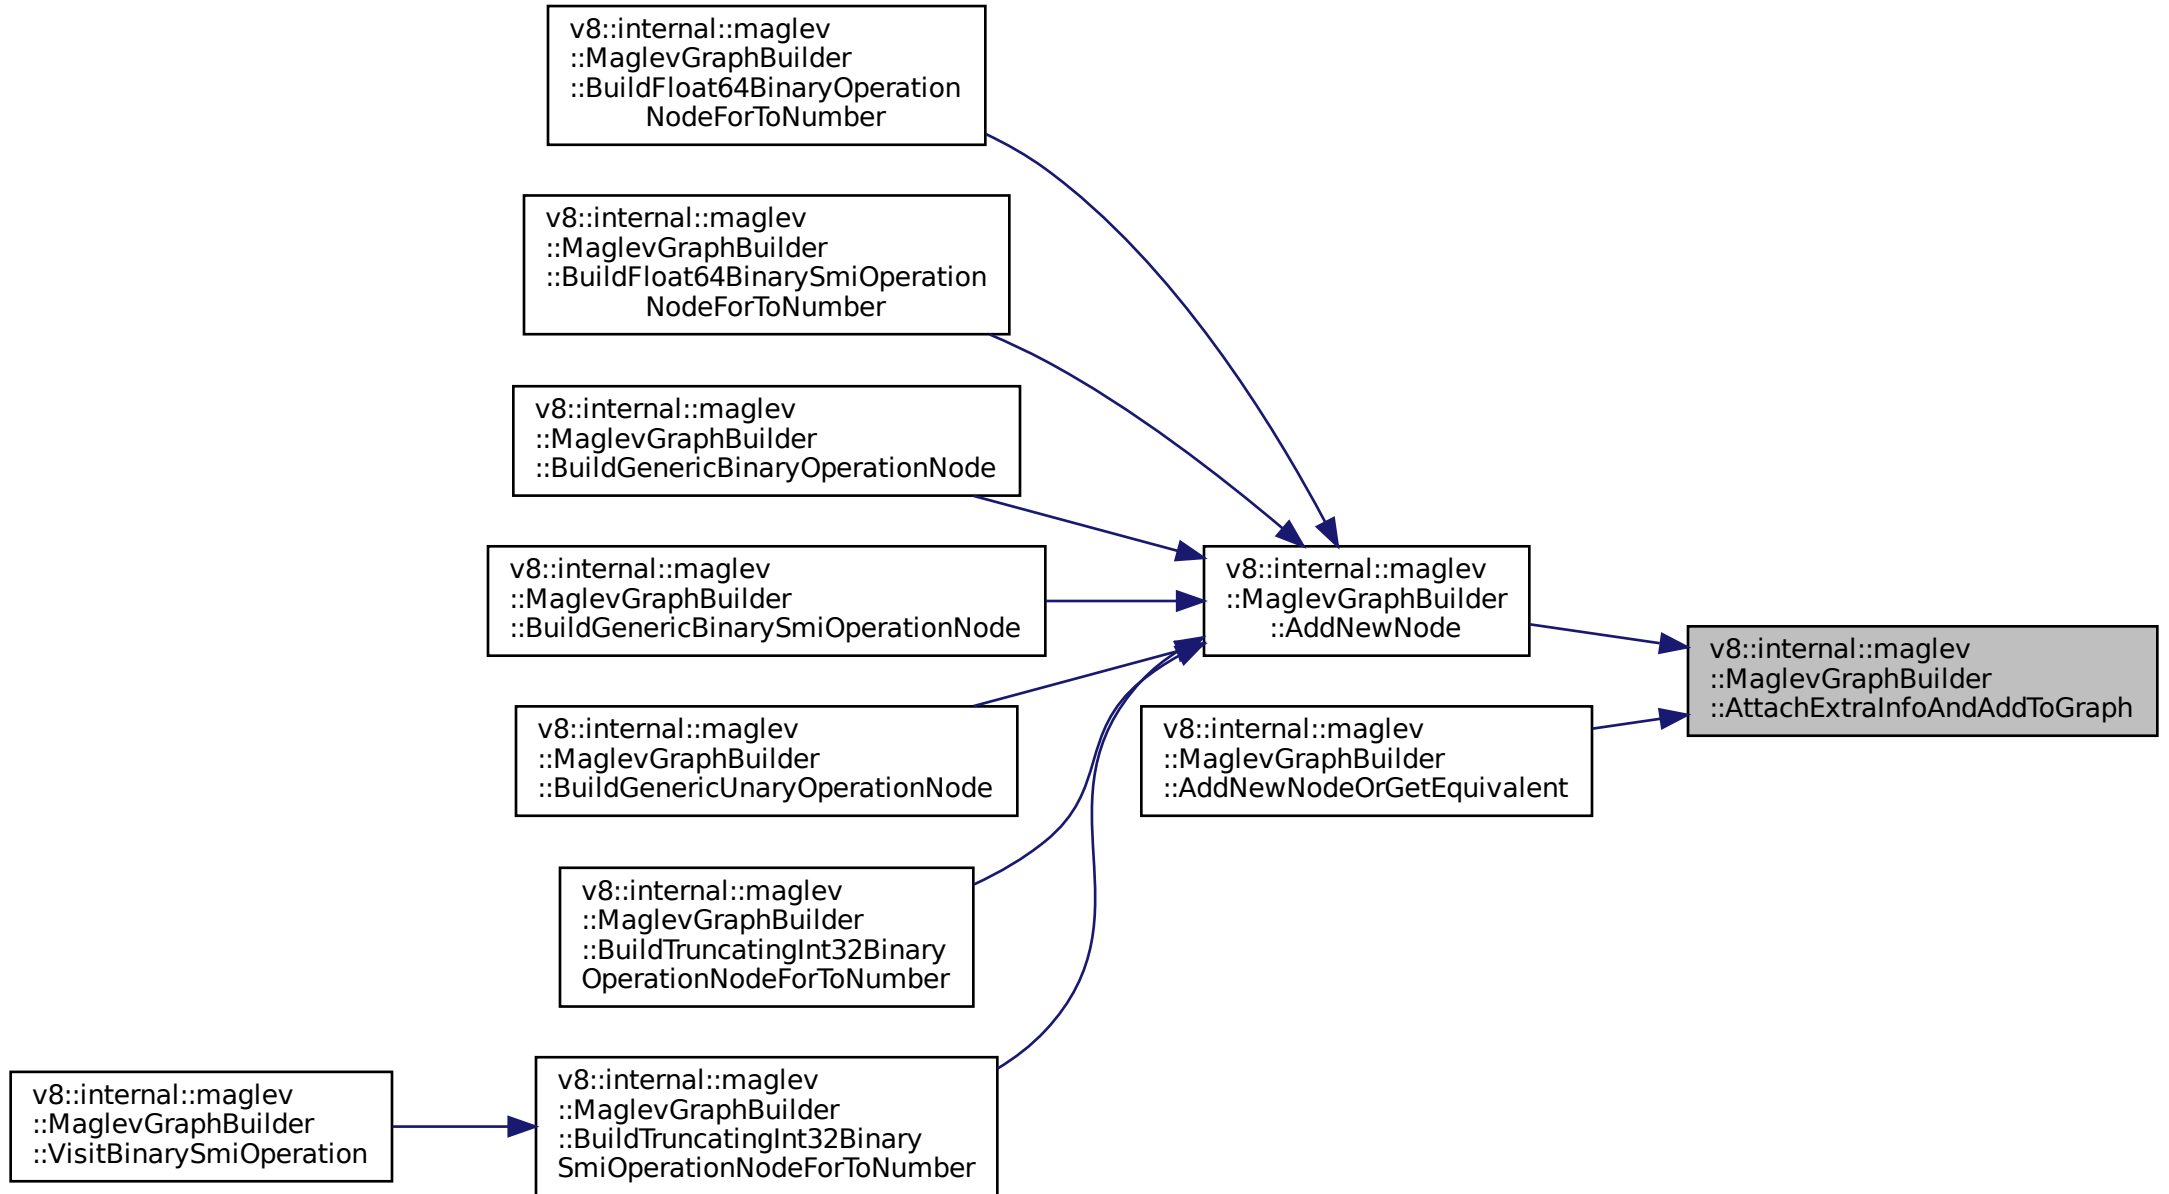 v8::internal::maglev
::MaglevGraphBuilder
::BuildFloat64BinaryOperation
NodeForToNumber
v8::internal::maglev
::MaglevGraphBuilder
::BuildFloat64BinarySmiOperation
NodeForToNumber
v8::internal::maglev
::MaglevGraphBuilder
::BuildGenericBinaryOperationNode
v8::internal::maglev
::MaglevGraphBuilder
::BuildGenericBinarySmiOperationNode
v8::internal::maglev
::MaglevGraphBuilder
::AddNewNode
v8::internal::maglev
::MaglevGraphBuilder
::AttachExtraInfoAndAddToGraph
v8::internal::maglev
::MaglevGraphBuilder
::BuildGenericUnaryOperationNode
v8::internal::maglev
::MaglevGraphBuilder
::AddNewNodeOrGetEquivalent
v8::internal::maglev
::MaglevGraphBuilder
::BuildTruncatingInt32Binary
OperationNodeForToNumber
v8::internal::maglev
::MaglevGraphBuilder
::VisitBinarySmiOperation
v8::internal::maglev
::MaglevGraphBuilder
::BuildTruncatingInt32Binary
SmiOperationNodeForToNumber